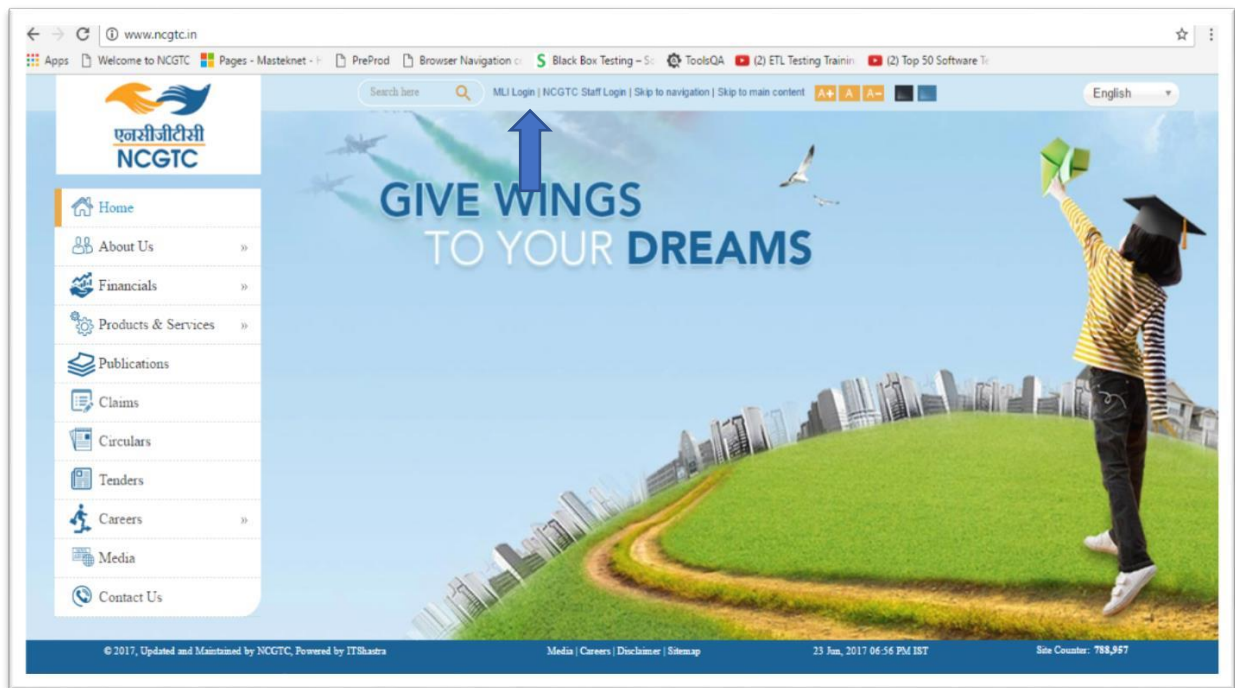 www.ncgtc.in
Apps Welcome to NCGTC Pages - Masteknet - H PreProd Browser Navigation c Black Box Testing – So ToolsQA (2) ETL Testing Trainin (2) Top 50 Software Te
Search here MLI Login | NCGTC Staff Login | Skip to navigation | Skip to main content A+ A A- English
एनसीजीटीसी
NCGTC
GIVE WINGS
TO YOUR DREAMS
Home
About Us »
Financials »
Products & Services »
Publications
Claims
Circulars
Tenders
Careers »
Media
Contact Us
© 2017, Updated and Maintained by NCGTC, Powered by ITShastra Media | Careers | Disclaimer | Sitemap 23 Jun, 2017 06:56 PM IST Site Counter: 788,957